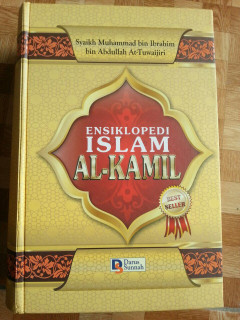 Syaikh Muhammad bin Ibrahim
bin Abdullah At-Tuwaijiri
ENSIKLOPEDI
ISLAM
AL-KAMIL
BEST
SELLER
Darus
Sunnah